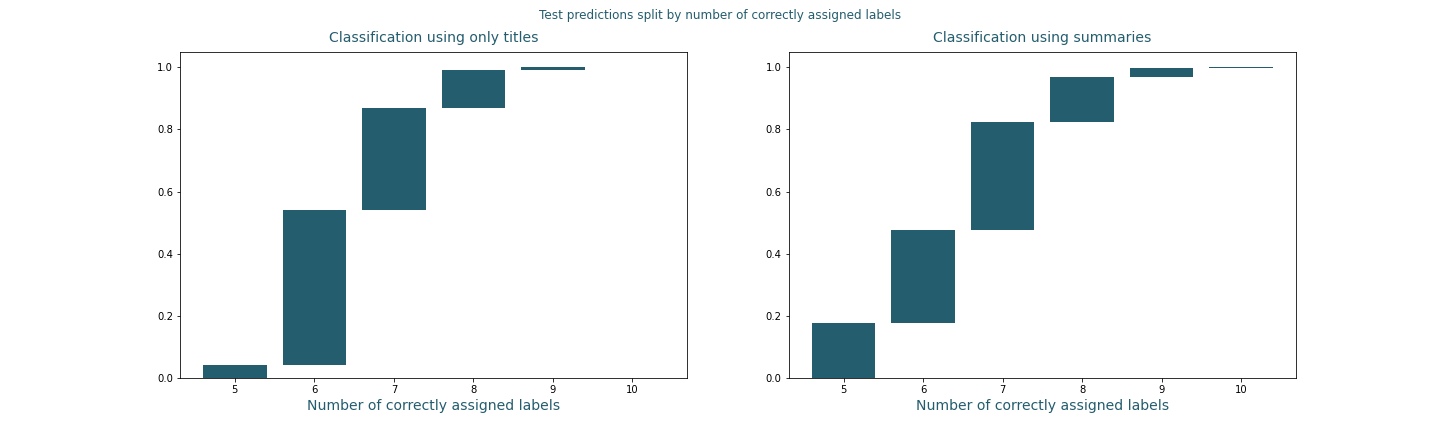 Test predictions split by number of correctly assigned labels
Classification using only titles
1.0
0.8
0.6
0.4
0.2
0.0
5 6 7 8 9 10
Number of correctly assigned labels
Classification using summaries
1.0
0.8
0.6
0.4
0.2
0.0
5 6 7 8 9 10
Number of correctly assigned labels